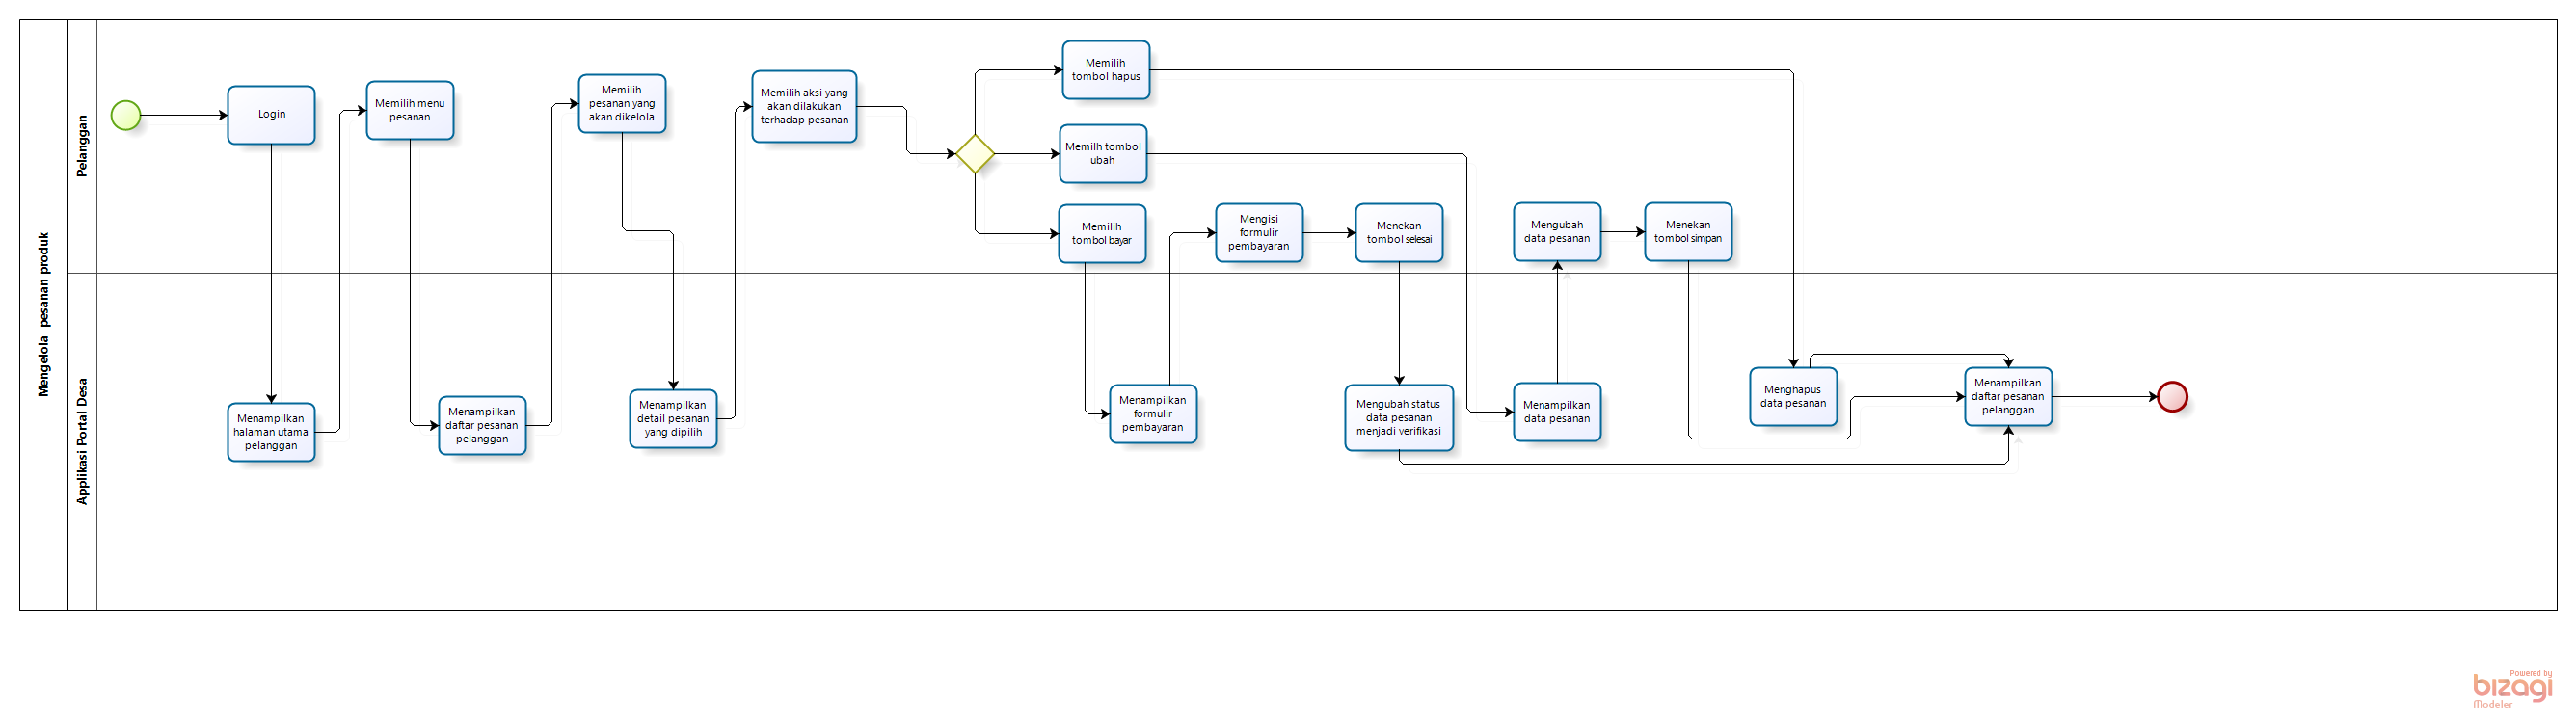 Mengelola pesanan produk
Pelanggan
Applikasi Portal Desa
Login
Menampilkan
halaman utama
pelanggan
Memilih menu
pesanan
Menampilkan
daftar pesanan
pelanggan
Memilih
pesanan yang
akan dikelola
Menampilkan
detail pesanan
yang dipilih
Memilih aksi yang
akan dilakukan
terhadap pesanan
Memilih
tombol hapus
Memilh tombol
ubah
Memilih
tombol bayar
Menampilkan
formulir
pembayaran
Mengisi
formulir
pembayaran
Menekan
tombol selesai
Mengubah status
data pesanan
menjadi verifikasi
Menampilkan
data pesanan
Mengubah
data pesanan
Menekan
tombol simpan
Menghapus
data pesanan
Menampilkan
daftar pesanan
pelanggan
Powered by
bizagi
Modeler